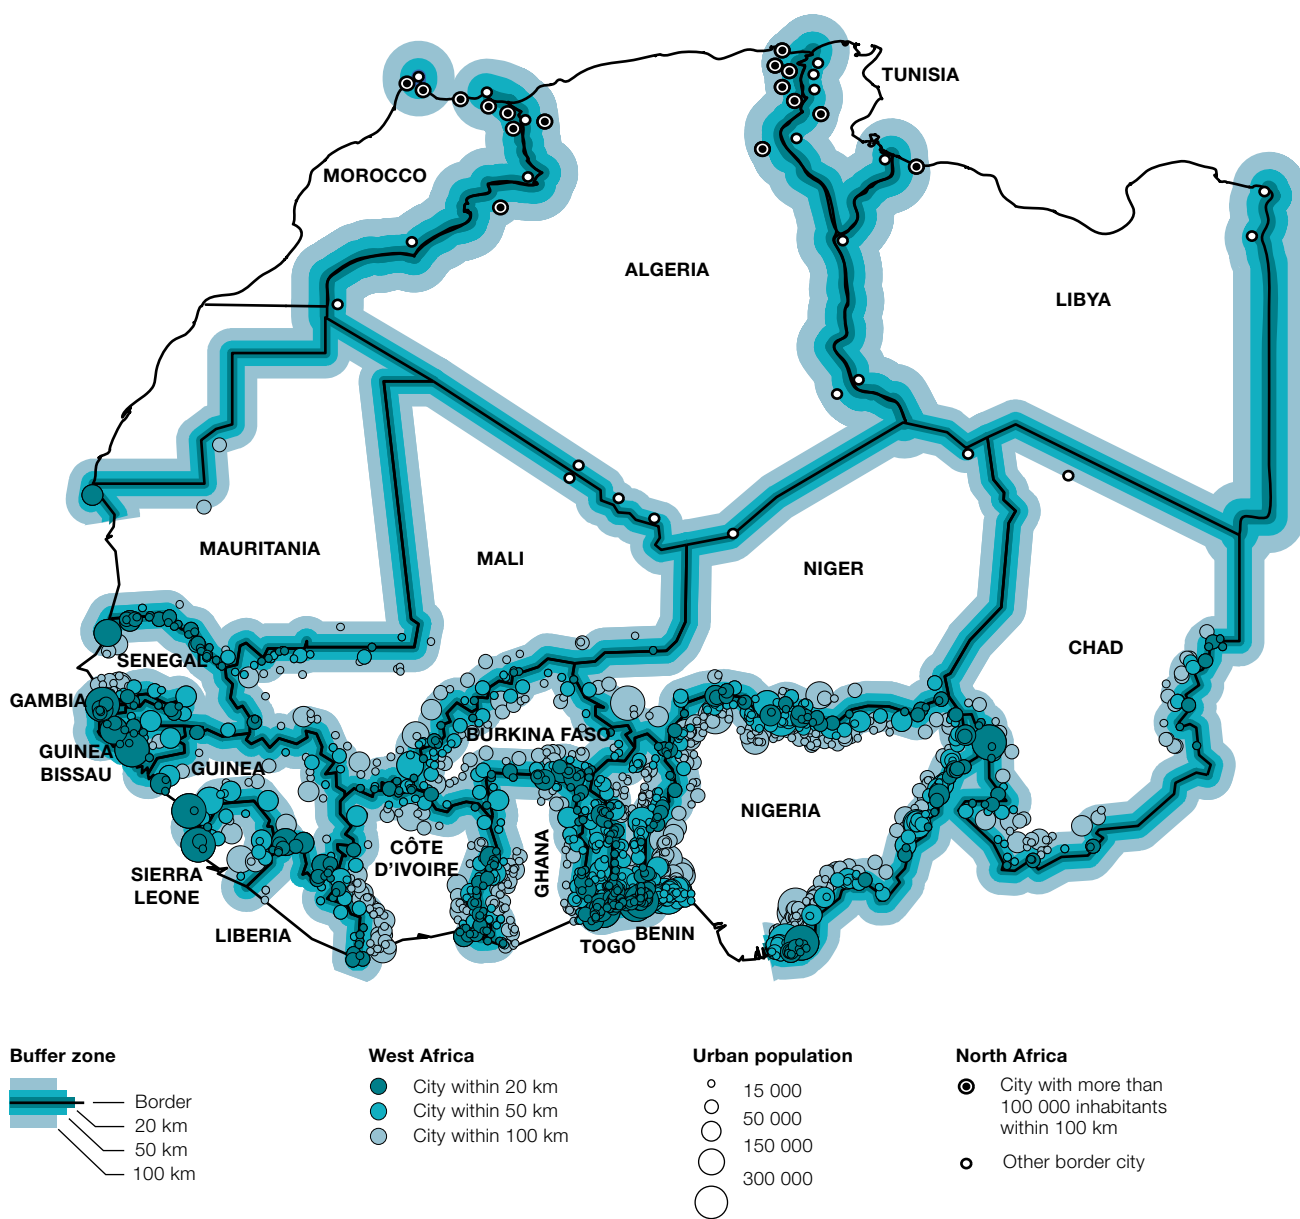 TUNISIA
MOROCCO
ALGERIA
LIBYA
MAURITANIA
MALI
NIGER
CHAD
SENEGAL
GAMBIA
GUINEA
BISSAU
GUINEA
BURKINA FASO
NIGERIA
CÔTE
D'IVOIRE
GHANA
SIERRA
LEONE
LIBERIA
TOGO
BENIN
Buffer zone
Border
20 km
50 km
100 km
West Africa
City within 20 km
City within 50 km
City within 100 km
Urban population
15 000
50 000
150 000
300 000
North Africa
City with more than
100 000 inhabitants
within 100 km
Other border city